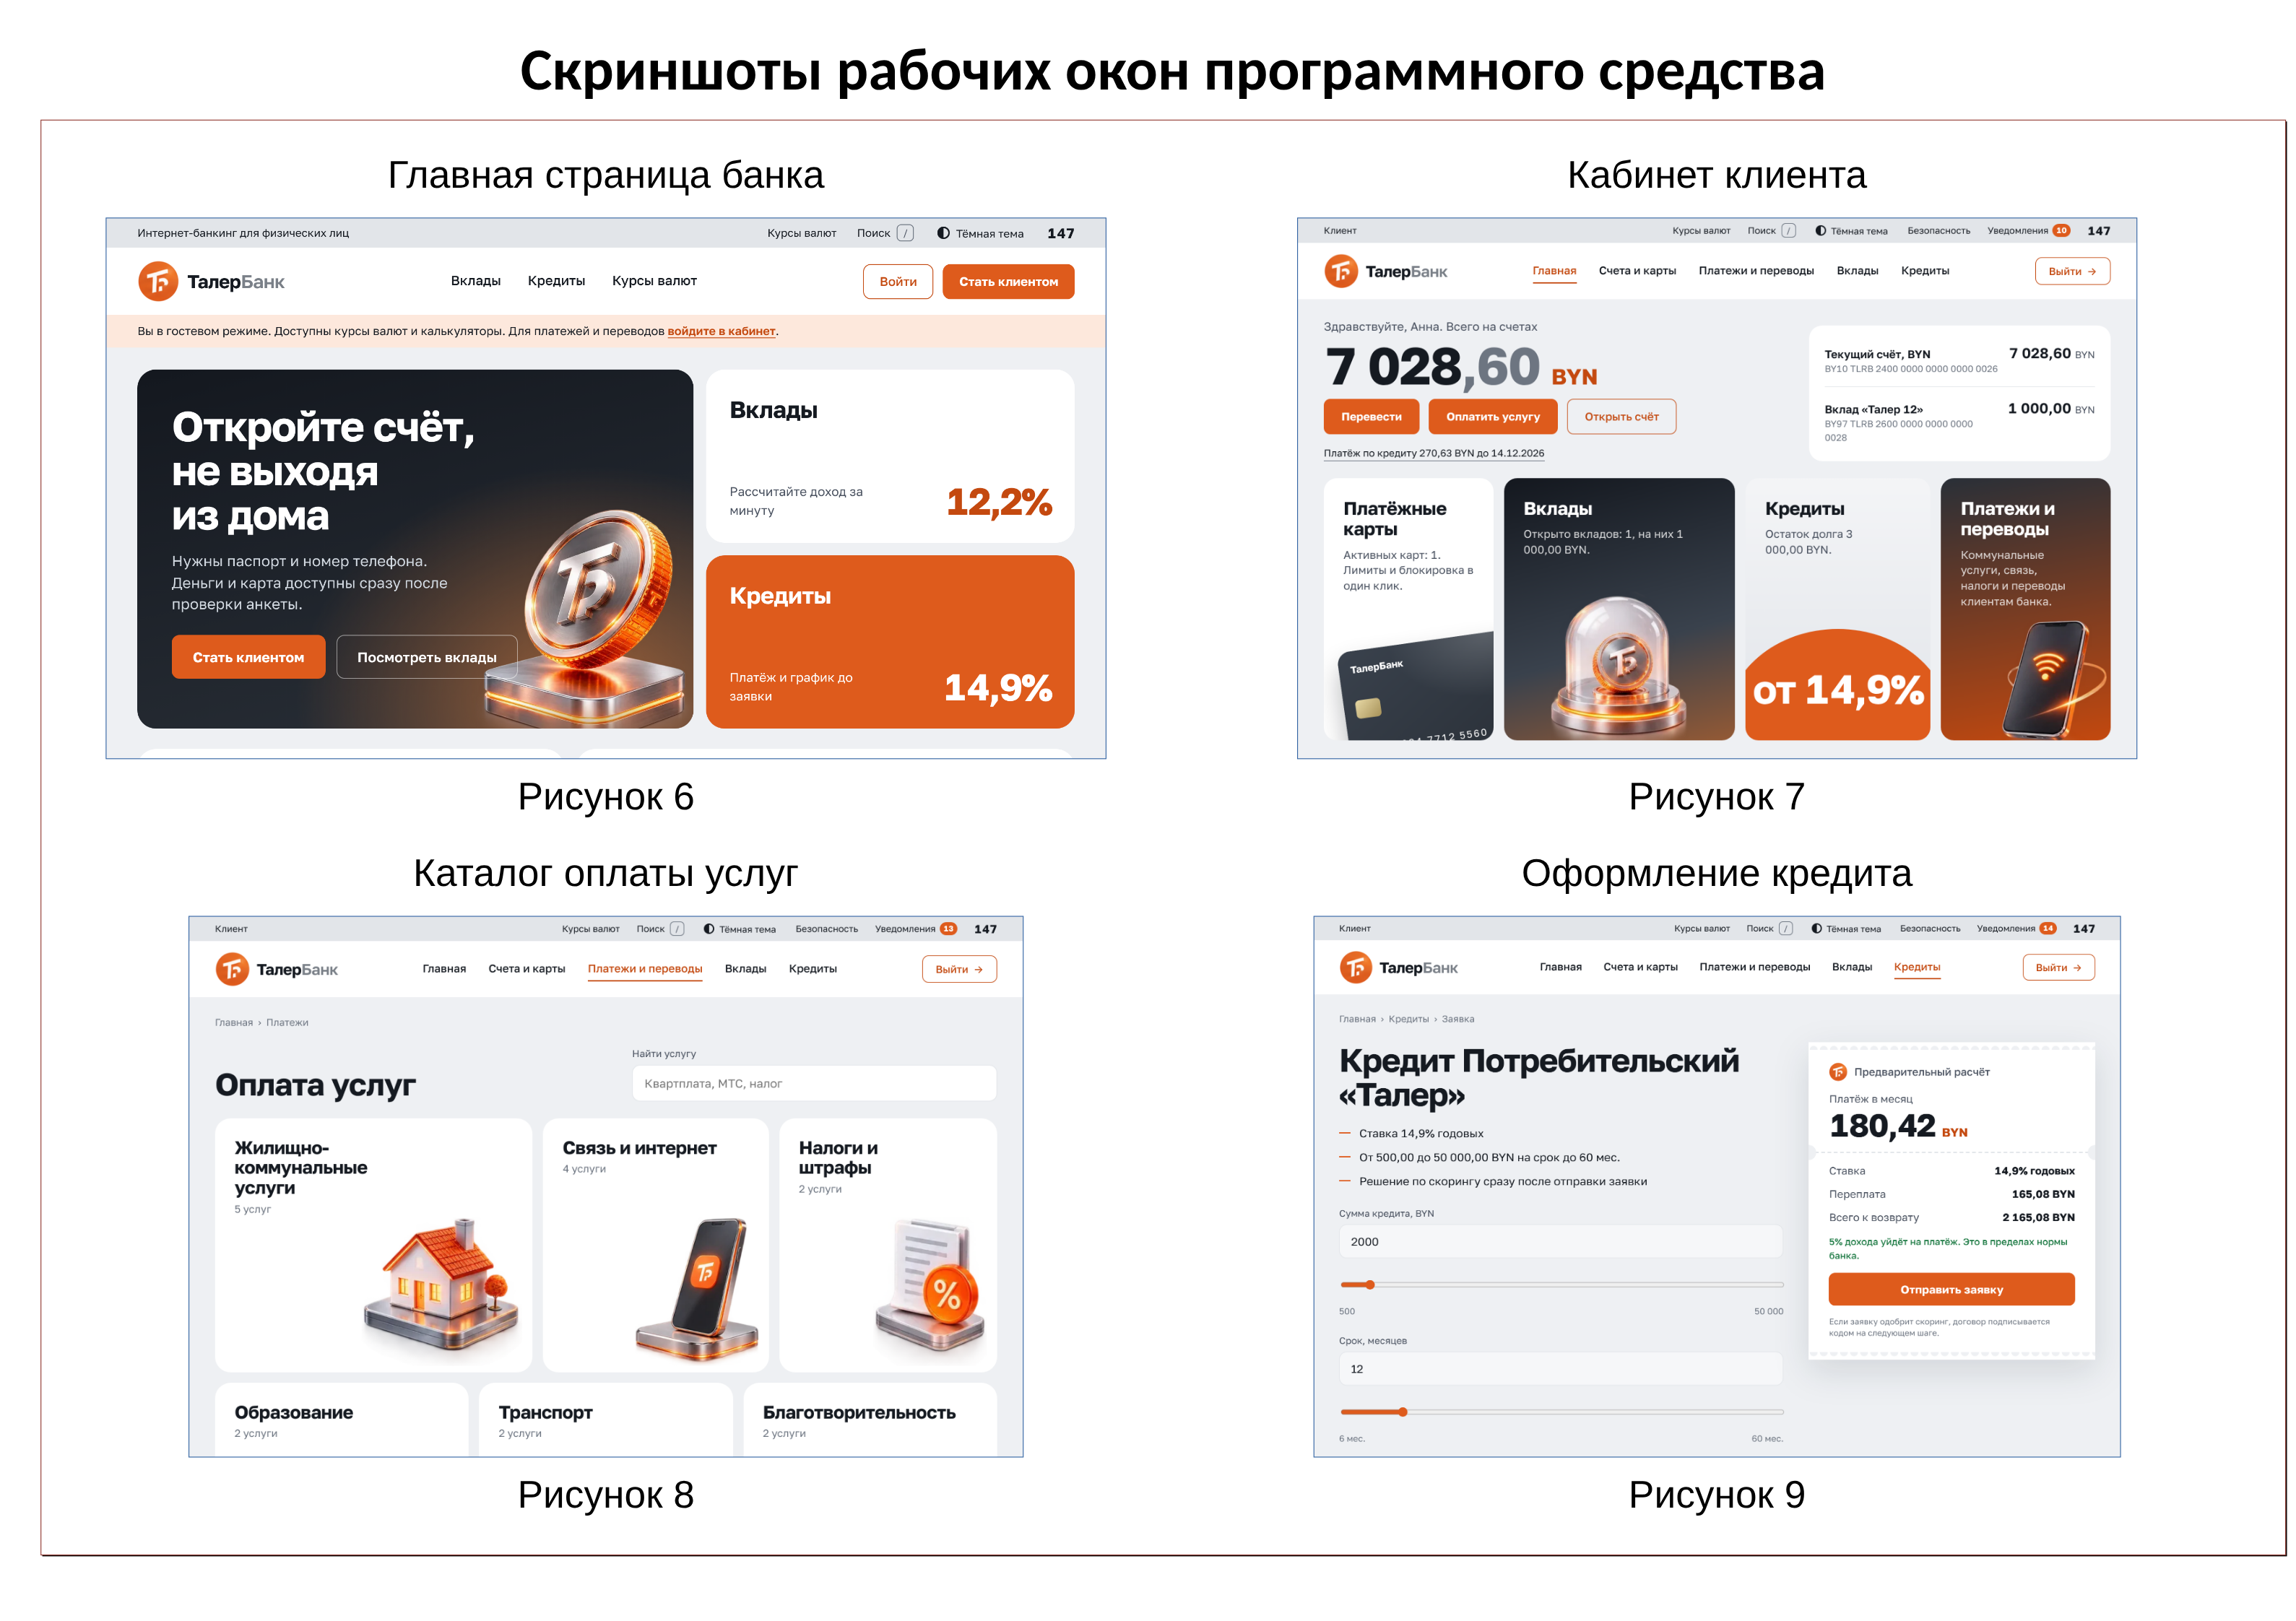 Скриншоты рабочих окон программного средства
Главная страница банка
Интернет-банкинг для физических лиц
Курсы валют Поиск / Тёмная тема 147
ТалерБанк
Вклады Кредиты Курсы валют
Войти Стать клиентом
Вы в гостевом режиме. Доступны курсы валют и калькуляторы. Для платежей и переводов войдите в кабинет.
Откройте счёт,
не выходя
из дома
Нужны паспорт и номер телефона.
Деньги и карта доступны сразу после
проверки анкеты.
Стать клиентом Посмотреть вклады
Вклады
Рассчитайте доход за
минуту
12,2%
Кредиты
Платёж и график до
заявки
14,9%
Рисунок 6
Кабинет клиента
Клиент
Курсы валют Поиск / Тёмная тема Безопасность Уведомления 10 147
ТалерБанк
Главная Счета и карты Платежи и переводы Вклады Кредиты
Выйти →
Здравствуйте, Анна. Всего на счетах
7 028,60 BYN
Перевести Оплатить услугу Открыть счёт
Платёж по кредиту 270,63 BYN до 14.12.2026
Текущий счёт, BYN 7 028,60 BYN
BY10 TLRB 2400 0000 0000 0000 0026
Вклад «Талер 12» 1 000,00 BYN
BY97 TLRB 2600 0000 0000 0000
0028
Платёжные
карты
Активных карт: 1.
Лимиты и блокировка в
один клик.
ТалерБанк
7712 5560
Вклады
Открыто вкладов: 1, на них 1
000,00 BYN.
Кредиты
Остаток долга 3
000,00 BYN.
от 14,9%
Платежи и
переводы
Коммунальные
услуги, связь,
налоги и переводы
клиентам банка.
Рисунок 7
Каталог оплаты услуг
Клиент
Курсы валют Поиск / Тёмная тема Безопасность Уведомления 13 147
ТалерБанк
Главная Счета и карты Платежи и переводы Вклады Кредиты
Выйти →
Главная › Платежи
Оплата услуг
Найти услугу
Квартплата, МТС, налог
Жилищно-
коммунальные
услуги
5 услуг
Связь и интернет
4 услуги
Налоги и
штрафы
2 услуги
%
Образование
2 услуги
Транспорт
2 услуги
Благотворительность
2 услуги
Рисунок 8
Оформление кредита
Клиент
Курсы валют Поиск / Тёмная тема Безопасность Уведомления 14 147
ТалерБанк
Главная Счета и карты Платежи и переводы Вклады Кредиты
Выйти →
Главная › Кредиты › Заявка
Кредит Потребительский
«Талер»
— Ставка 14,9% годовых
— От 500,00 до 50 000,00 BYN на срок до 60 мес.
— Решение по скорингу сразу после отправки заявки
Сумма кредита, BYN
2000
500 50 000
Срок, месяцев
12
6 мес. 60 мес.
Предварительный расчёт
Платёж в месяц
180,42 BYN
Ставка 14,9% годовых
Переплата 165,08 BYN
Всего к возврату 2 165,08 BYN
5% дохода уйдёт на платёж. Это в пределах нормы
банка.
Отправить заявку
Если заявку одобрит скоринг, договор подписывается
кодом на следующем шаге.
Рисунок 9